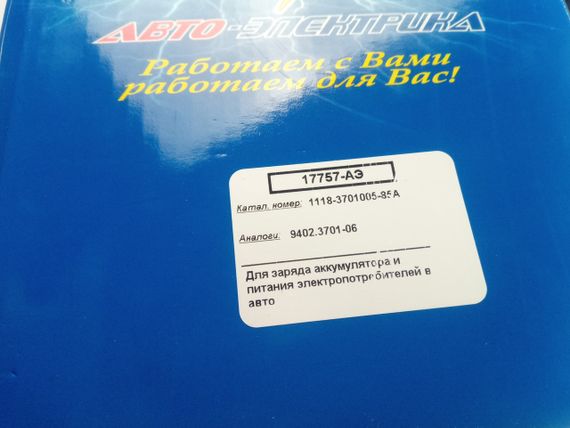 АВТО-ЭЛЕКТРИКА
Работаем с Вами
работаем для Вас!
17757-АЭ
Катал. номер: 1118-3701005-85А
Аналоги: 9402.3701-06
Для заряда аккумулятора и
питания электропотребителей в
авто